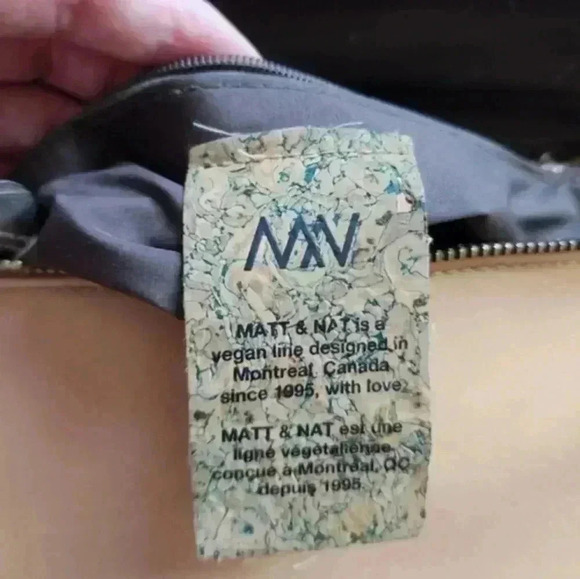 MATT & NAT is a
vegan line designed in
Montreal, Canada
since 1995, with love.
MATT & NAT est une
ligne végétalienne
conçue à Montréal, QC
depuis 1995.